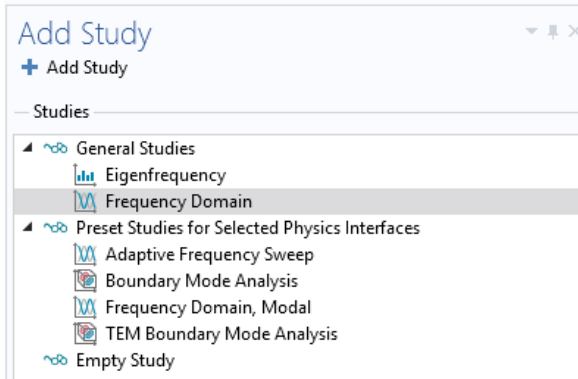 Add Study
Add Study
Studies
General Studies
Eigenfrequency
Frequency Domain
Preset Studies for Selected Physics Interfaces
Adaptive Frequency Sweep
Boundary Mode Analysis
Frequency Domain, Modal
TEM Boundary Mode Analysis
Empty Study